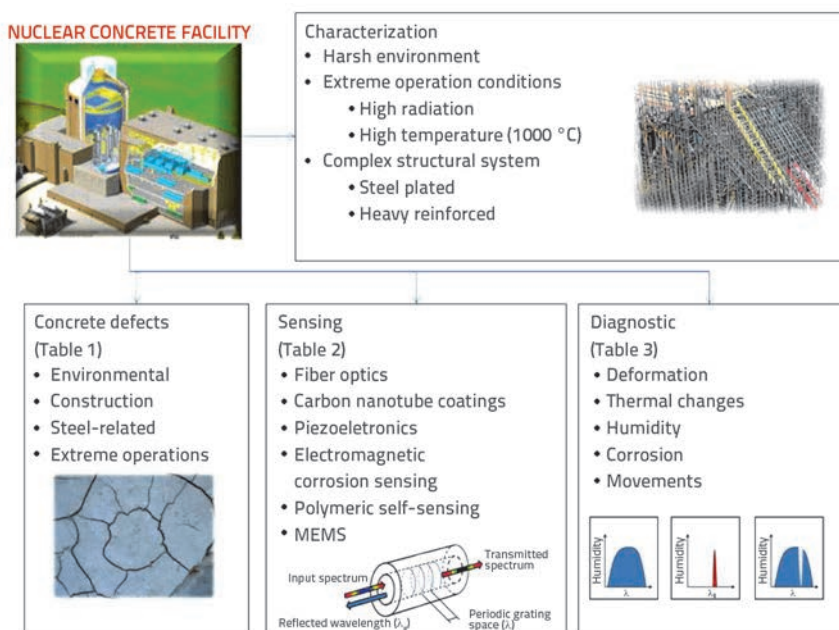 NUCLEAR CONCRETE FACILITY
Characterization
• Harsh environment
• Extreme operation conditions
• High radiation
• High temperature (1000 °C)
• Complex structural system
• Steel plated
• Heavy reinforced
Concrete defects
(Table 1)
• Environmental
• Construction
• Steel-related
• Extreme operations
Sensing
(Table 2)
• Fiber optics
• Carbon nanotube coatings
• Piezoeletronics
• Electromagnetic
corrosion sensing
• Polymeric self-sensing
• MEMS
Input spectrum
Transmitted
spectrum
Reflected wavelength (λ
Periodic grating
space (λ)
Diagnostic
(Table 3)
• Deformation
• Thermal changes
• Humidity
• Corrosion
• Movements
Humidity
λ
Humidity
λ
Humidity
λ